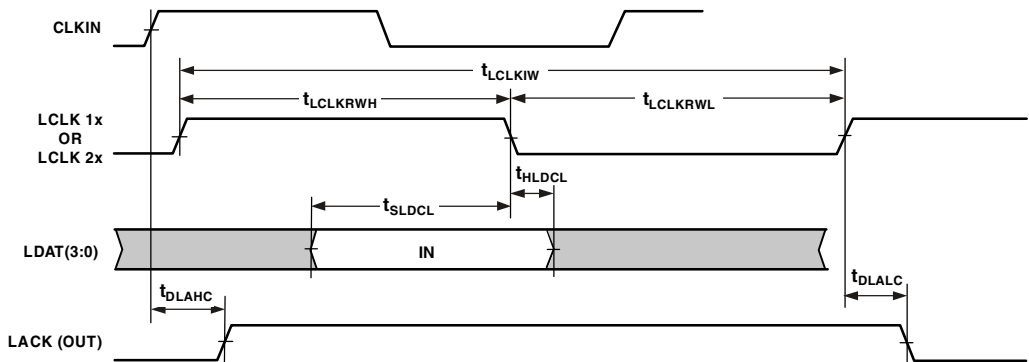 CLKIN
tLCLKIW
tLCLKRWH
tLCLKRWL
LCLK 1x
OR
LCLK 2x
tHLDCL
tSLDCL
LDAT(3:0)
IN
tDLAHC
tDLALC
LACK (OUT)